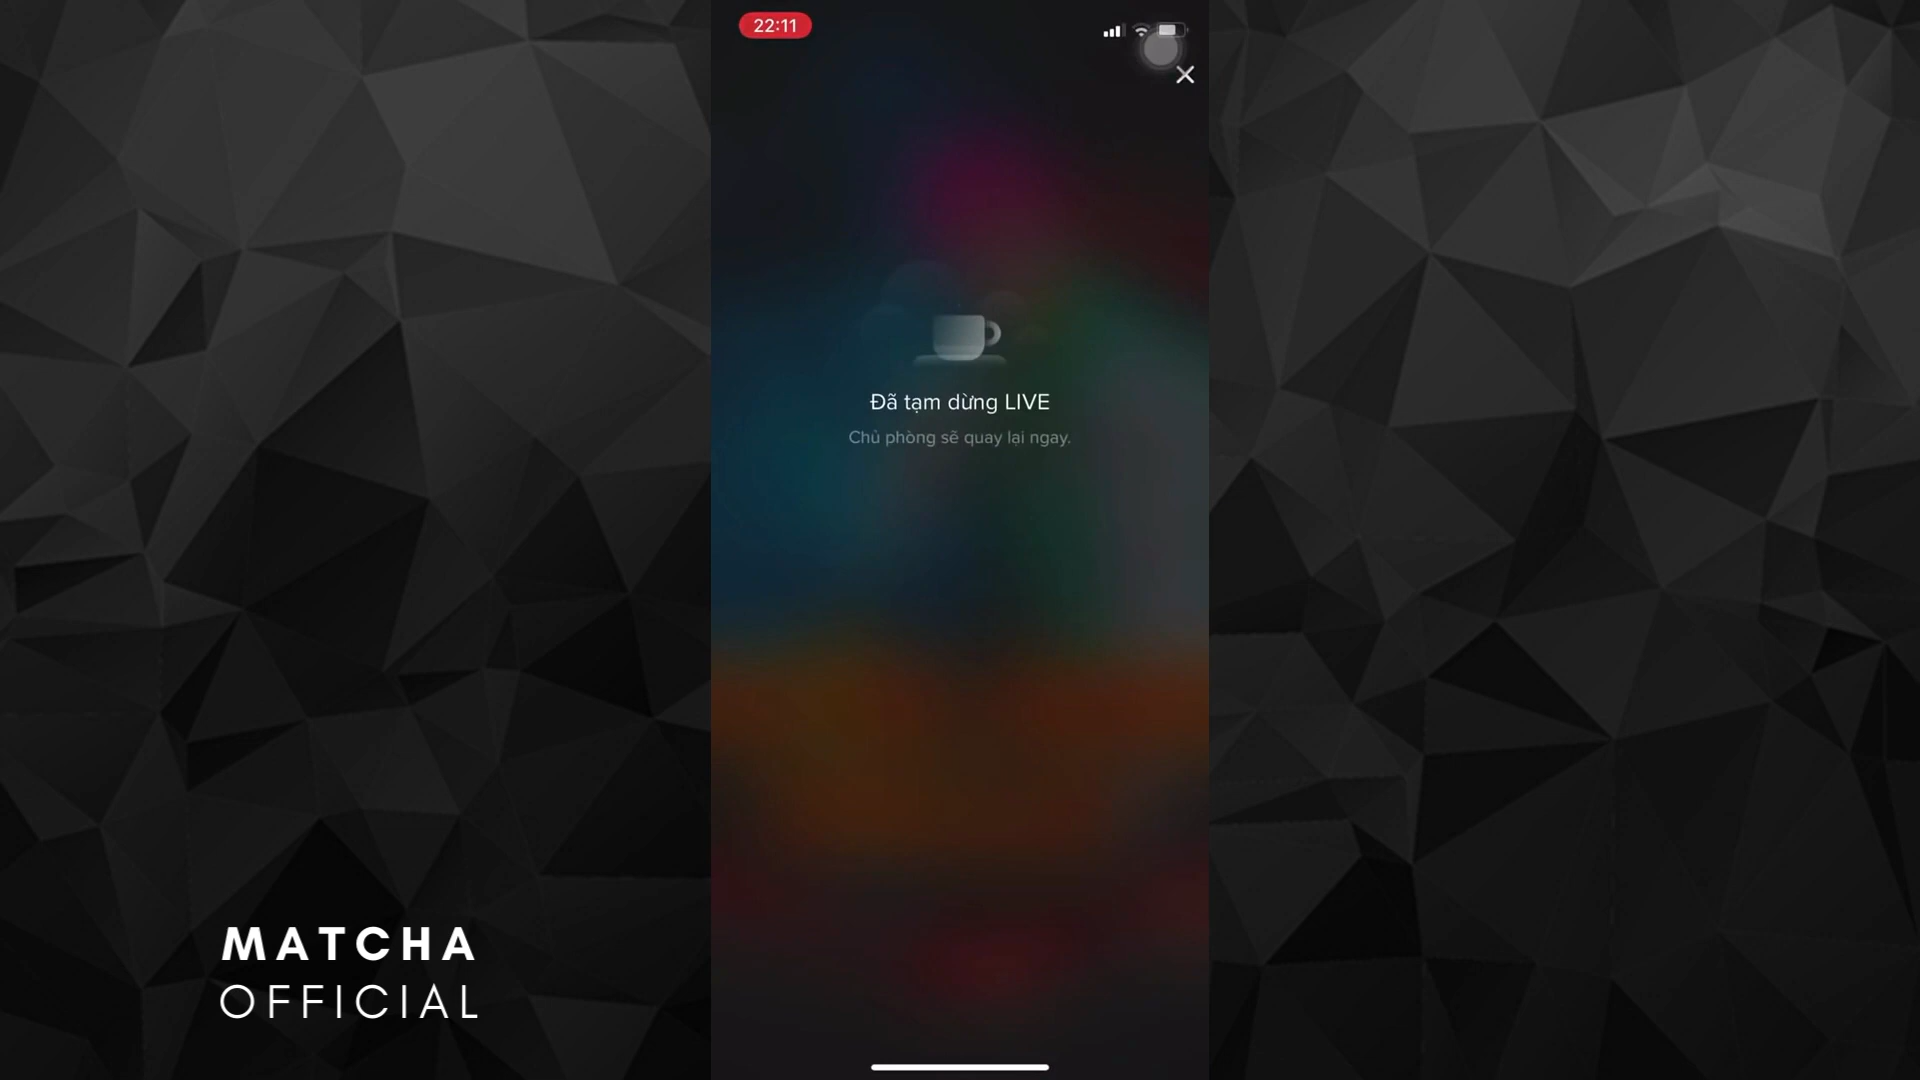 22:11
Đã tạm dừng LIVE
Chủ phòng sẽ quay lại ngay.
MATCHA
OFFICIAL